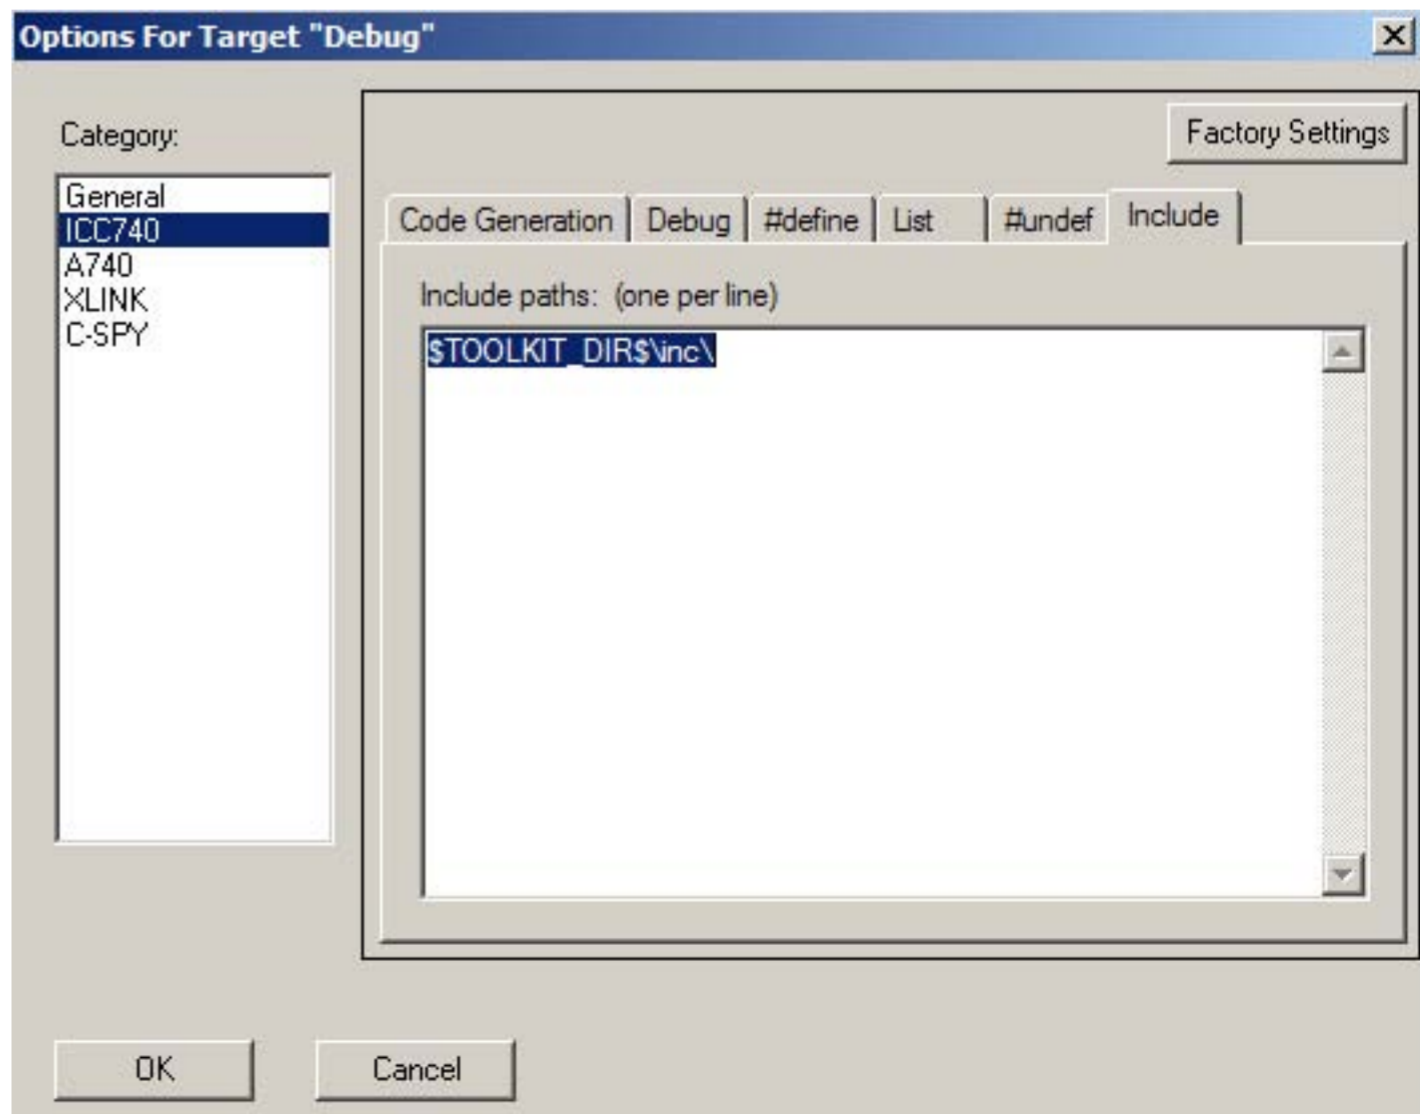 Options For Target "Debug"
Category:
Factory Settings
General
ICC740
A740
XLINK
C-SPY
Code Generation Debug #define List #undef Include
Include paths: (one per line)
$TOOLKIT_DIR$\inc\
OK Cancel